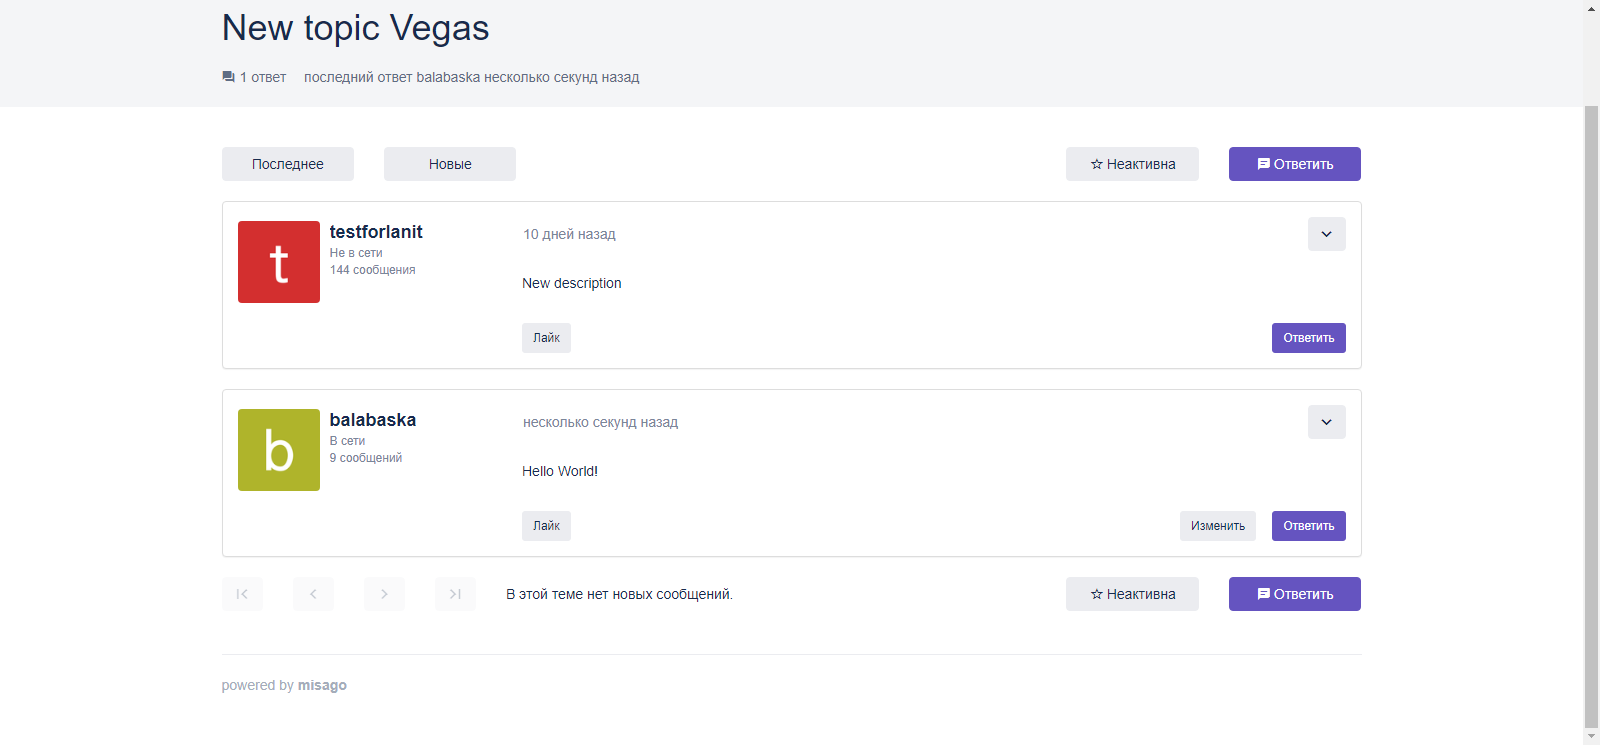 New topic Vegas
1 ответ последний ответ balabaska несколько секунд назад
Последнее Новые Неактивна Ответить
t
testforlanit
Не в сети
144 сообщения
10 дней назад
New description
Лайк Ответить
b
balabaska
В сети
9 сообщений
несколько секунд назад
Hello World!
Лайк Изменить Ответить
В этой теме нет новых сообщений. Неактивна Ответить
powered by misago